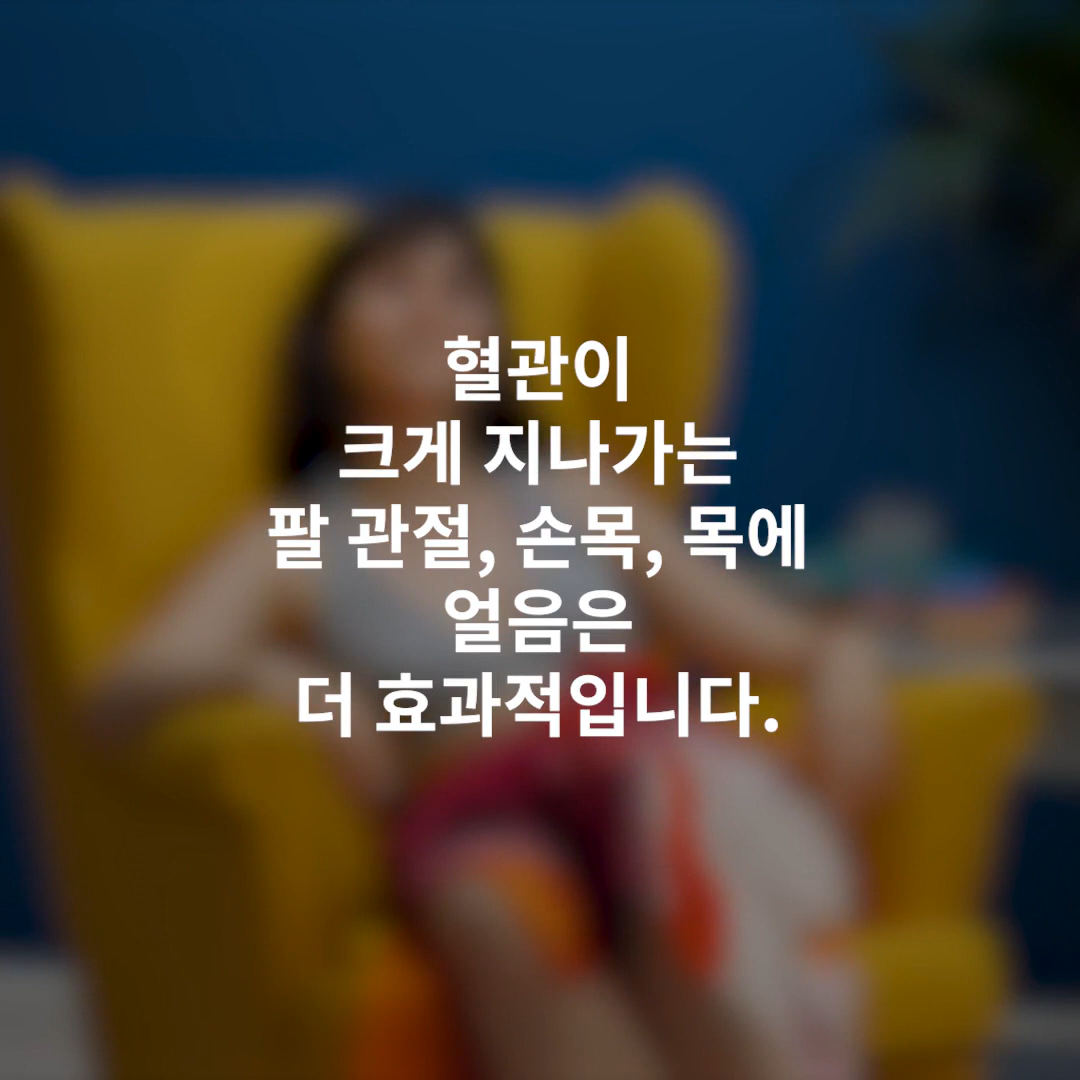 혈관이
크게 지나가는
팔 관절, 손목, 목에
얼음은
더 효과적입니다.